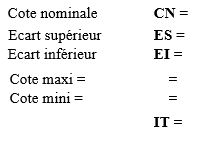 Cote nominale CN =
Ecart supérieur ES =
Ecart inférieur EI =
Cote maxi = =
Cote mini = =
IT =